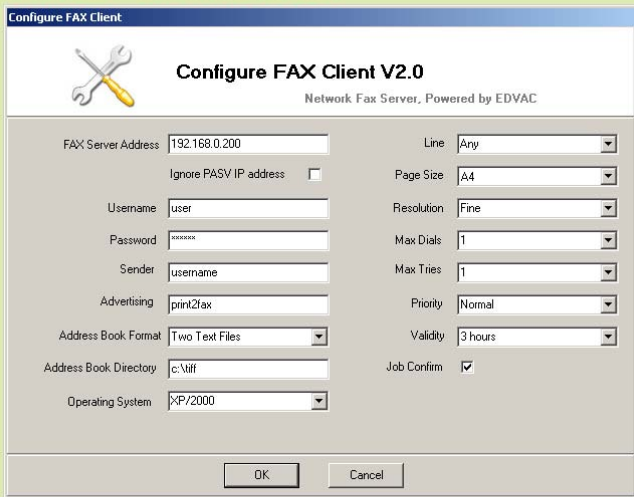 Configure FAX Client
Configure FAX Client V2.0
Network Fax Server, Powered by EDVAC
FAX Server Address 192.168.0.200
Ignore PASV IP address
Username user
Password ******
Sender username
Advertising print2fax
Address Book Format Two Text Files
Address Book Directory c:\tiff
Operating System XP/2000
Line Any
Page Size A4
Resolution Fine
Max Dials 1
Max Tries 1
Priority Normal
Validity 3 hours
Job Confirm
OK
Cancel